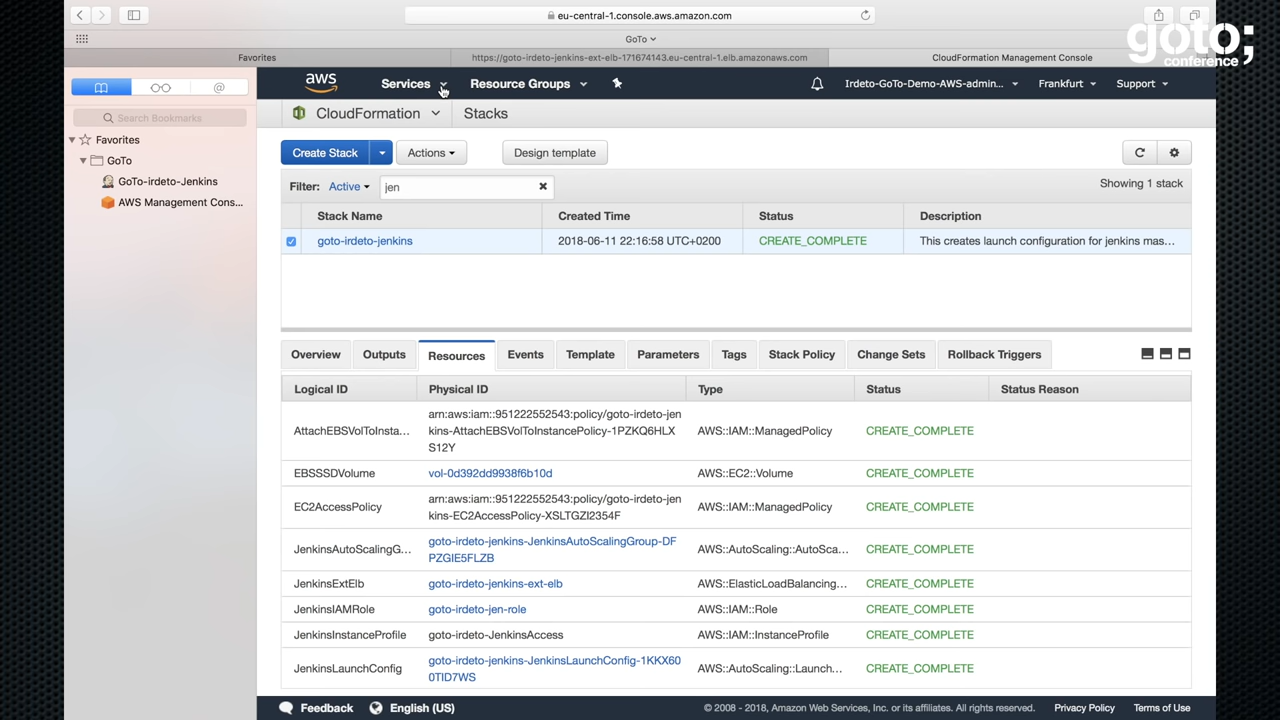 eu-central-1.console.aws.amazon.com
GoTo
goto;
conference
Favorites
https://goto-irdeto-jenkins-ext-elb-171674143.eu-central-1.elb.amazonaws.com
CloudFormation Management Console
aws
Services
Resource Groups
Irdeto-GoTo-Demo-AWS-admin...
Frankfurt
Support
@
Search Bookmarks
Favorites
GoTo
GoTo-irdeto-Jenkins
AWS Management Cons...
CloudFormation
Stacks
Create Stack
Actions
Design template
Filter: Active
jen
Showing 1 stack
Stack Name
Created Time
Status
Description
goto-irdeto-jenkins
2018-06-11 22:16:58 UTC+0200
CREATE_COMPLETE
This creates launch configuration for jenkins mas...
Overview
Outputs
Resources
Events
Template
Parameters
Tags
Stack Policy
Change Sets
Rollback Triggers
Logical ID
Physical ID
Type
Status
Status Reason
AttachEBSVolToInsta...
arn:aws:iam::951222552543:policy/goto-irdeto-jen
kins-AttachEBSVolToInstancePolicy-1PZKQ6HLX
S12Y
AWS::IAM::ManagedPolicy
CREATE_COMPLETE
EBSSSDVolume
vol-0d392dd9938f6b10d
AWS::EC2::Volume
CREATE_COMPLETE
EC2AccessPolicy
arn:aws:iam::951222552543:policy/goto-irdeto-jen
kins-EC2AccessPolicy-XSLTGZI2354F
AWS::IAM::ManagedPolicy
CREATE_COMPLETE
JenkinsAutoScalingG...
goto-irdeto-jenkins-JenkinsAutoScalingGroup-DF
PZGIE5FLZB
AWS::AutoScaling::AutoSca...
CREATE_COMPLETE
JenkinsExtElb
goto-irdeto-jenkins-ext-elb
AWS::ElasticLoadBalancing...
CREATE_COMPLETE
JenkinsIAMRole
goto-irdeto-jen-role
AWS::IAM::Role
CREATE_COMPLETE
JenkinsInstanceProfile
goto-irdeto-JenkinsAccess
AWS::IAM::InstanceProfile
CREATE_COMPLETE
JenkinsLaunchConfig
goto-irdeto-jenkins-JenkinsLaunchConfig-1KKX60
0TID7WS
AWS::AutoScaling::Launch...
CREATE_COMPLETE
Feedback
English (US)
© 2008 - 2018, Amazon Web Services, Inc. or its affiliates. All rights reserved.
Privacy Policy
Terms of Use